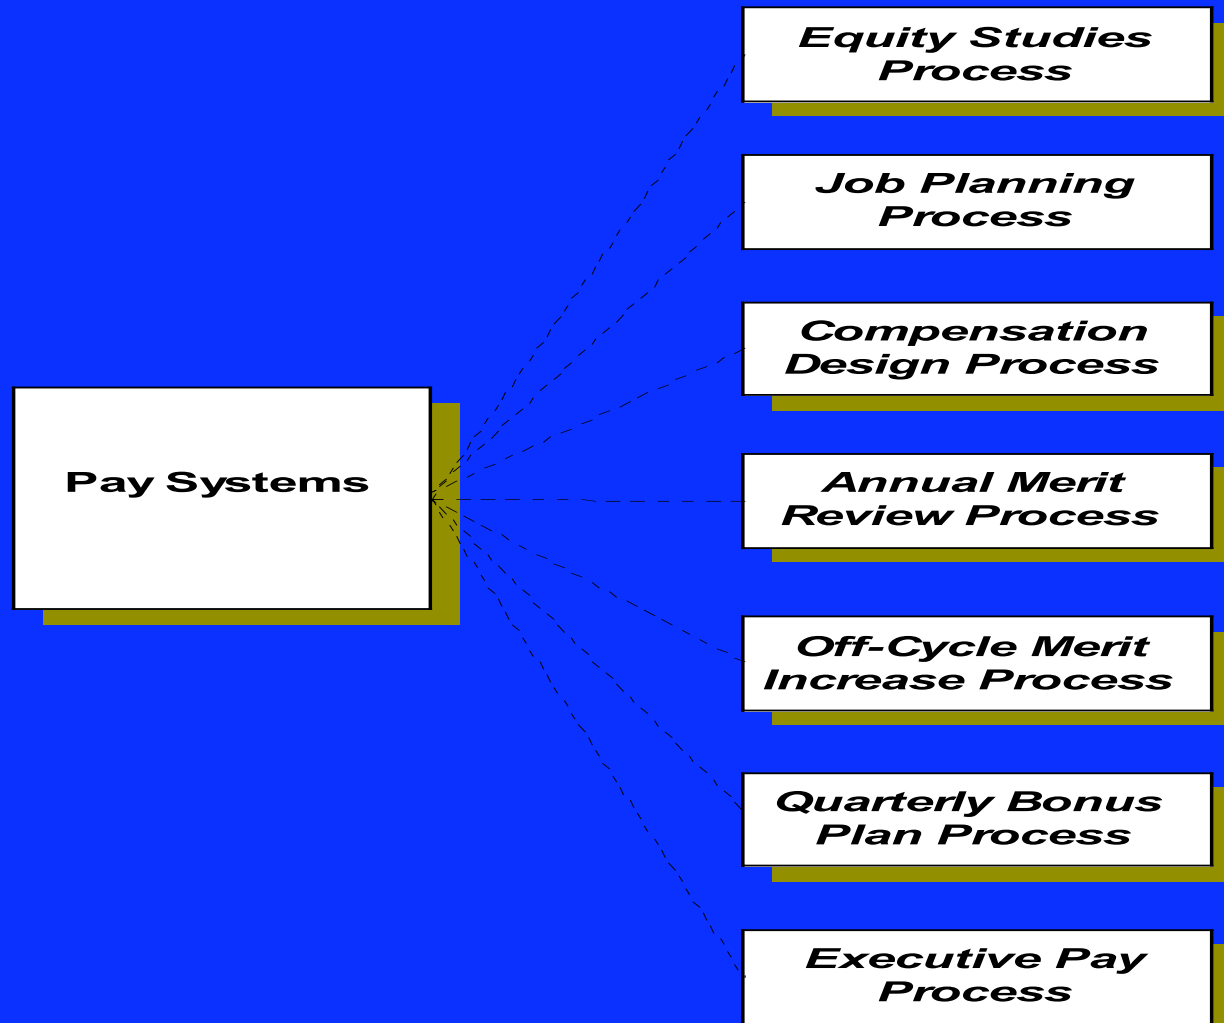 Equity Studies
Process
Job Planning
Process
Compensation
Design Process
Pay Systems
Annual Merit
Review Process
Off-Cycle Merit
Increase Process
Quarterly Bonus
Plan Process
Executive Pay
Process